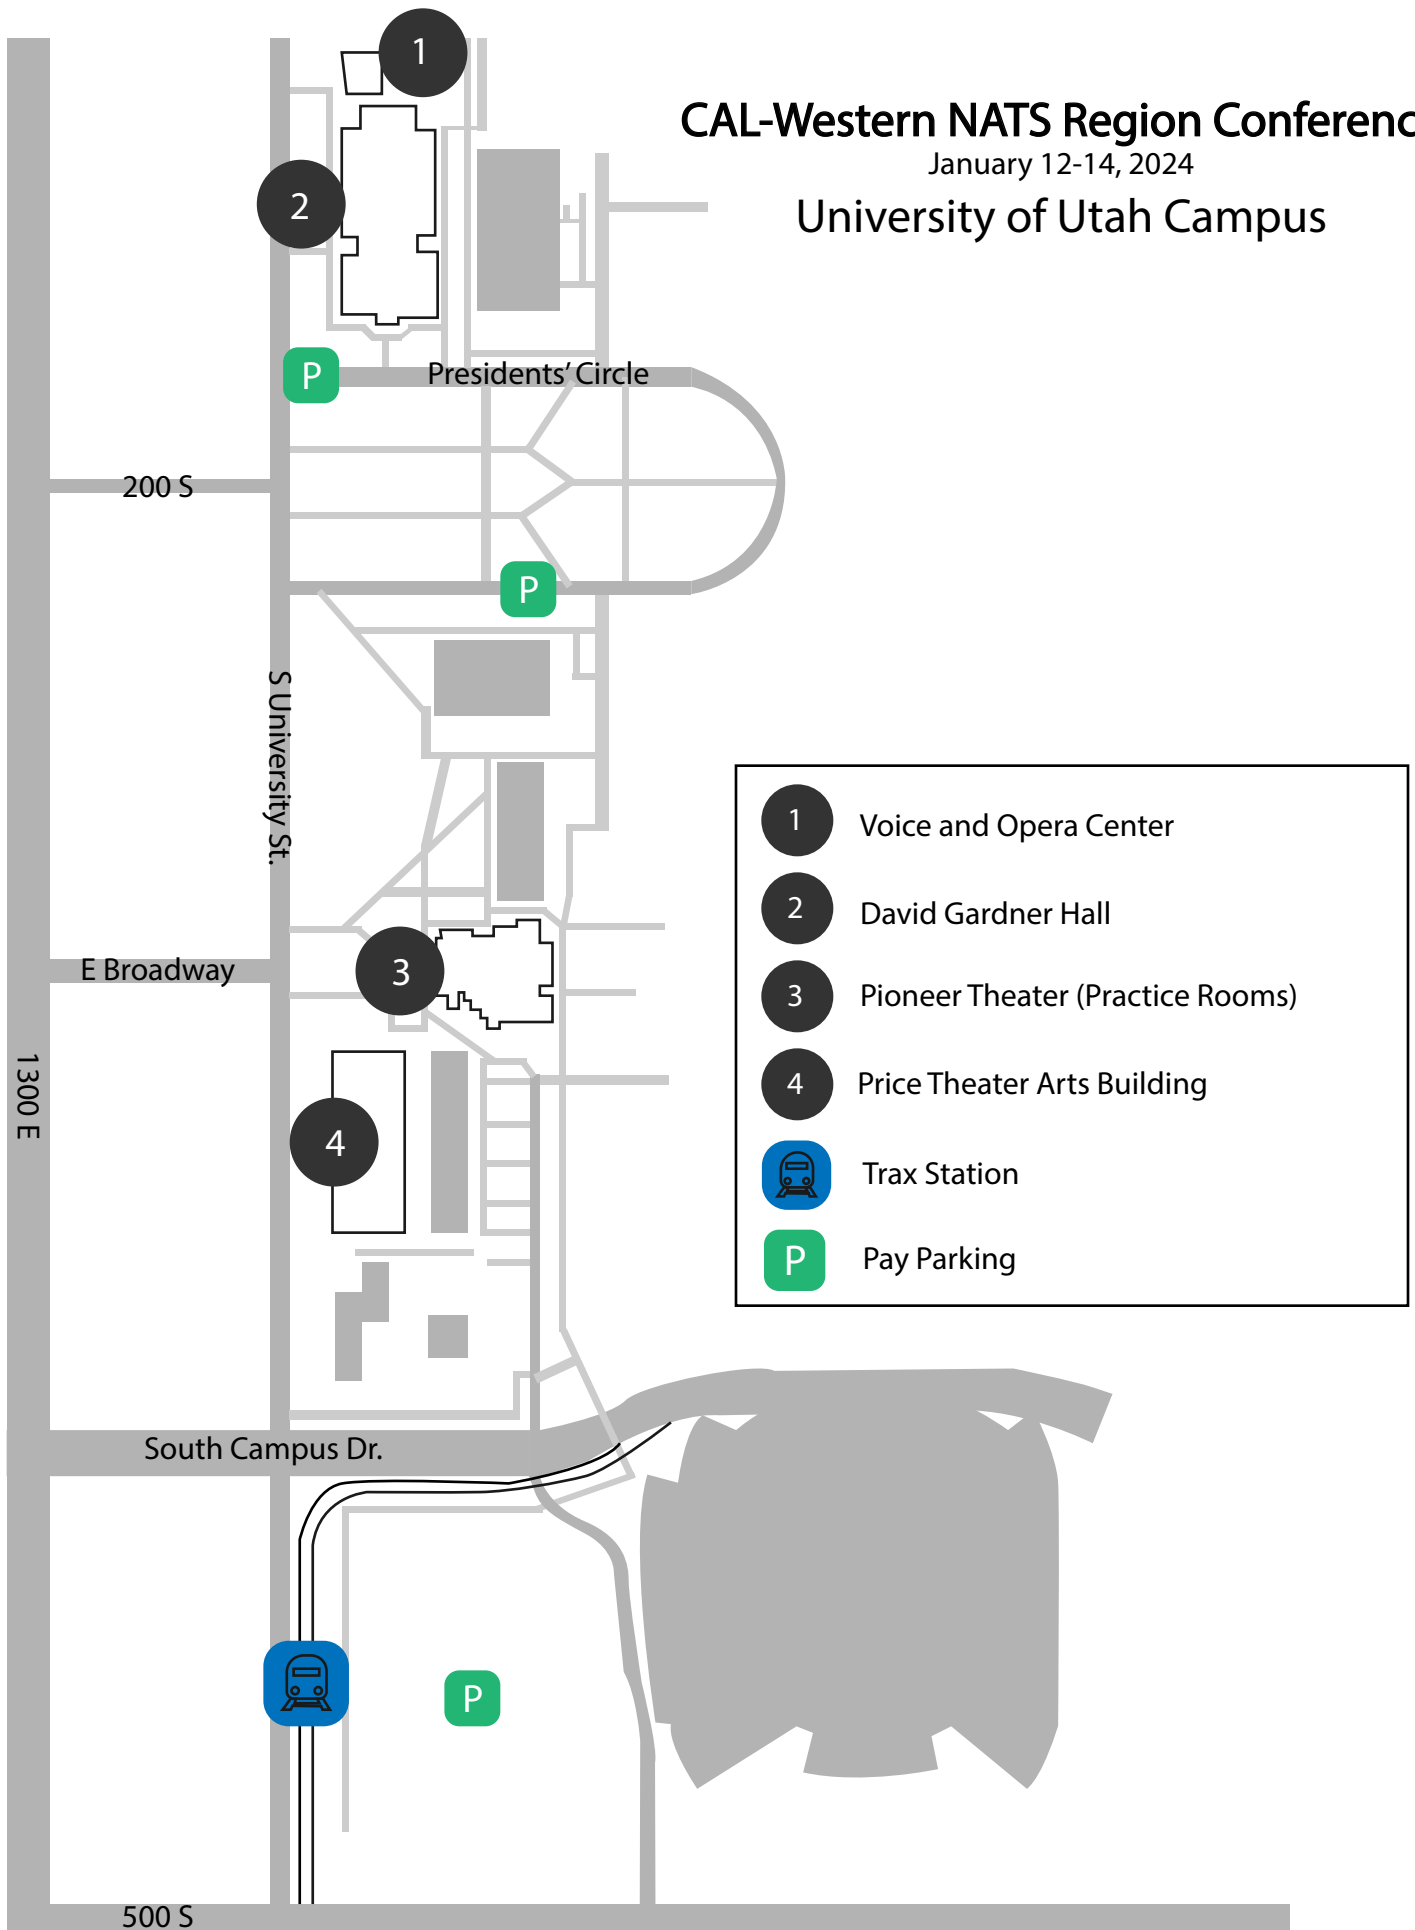 1
CAL-Western NATS Region Conferenc
January 12-14, 2024
2
University of Utah Campus
P
Presidents' Circle
200 S
P
S University St.
1
Voice and Opera Center
2
David Gardner Hall
E Broadway
3
3
Pioneer Theater (Practice Rooms)
1300 E
4
Price Theater Arts Building
4
Trax Station
P
Pay Parking
South Campus Dr.
P
500 S